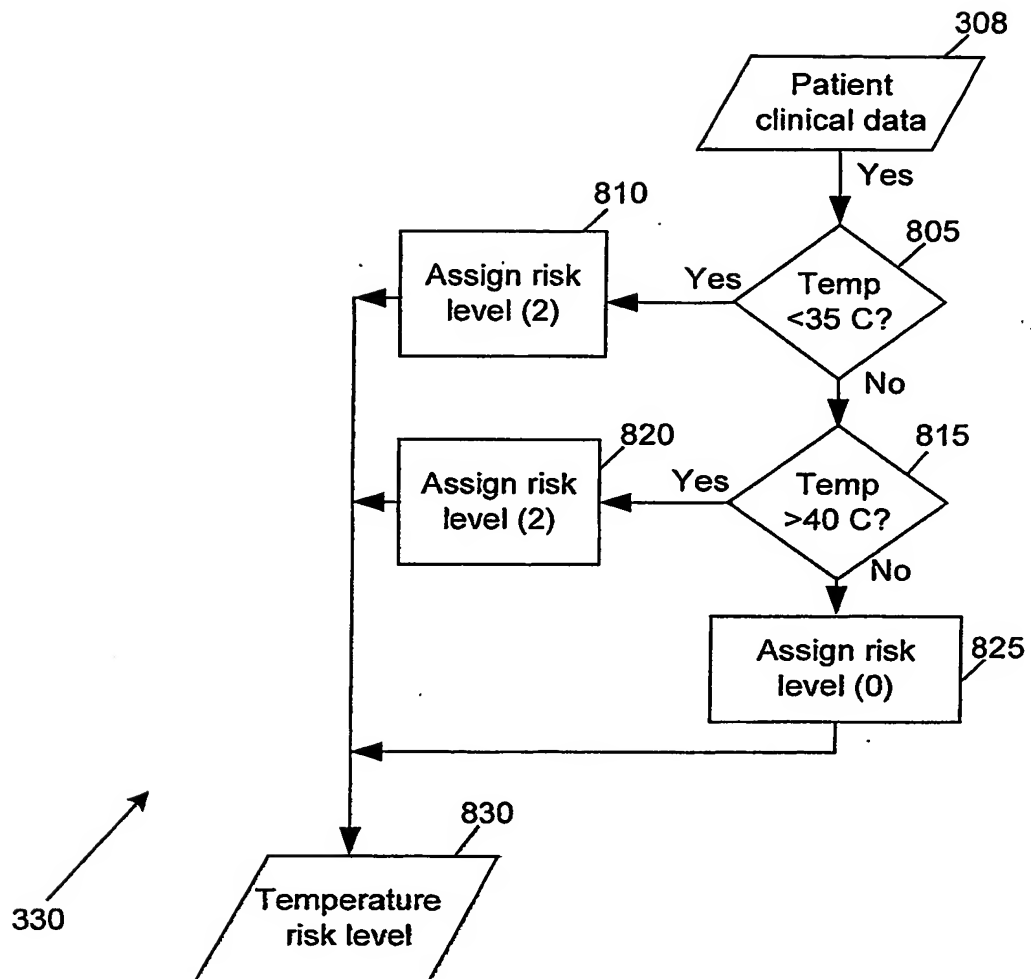 308
Patient
clinical data
Yes
810
805
Assign risk
level (2)
Yes
Temp
<35 C?
No
820
815
Assign risk
level (2)
Yes
Temp
>40 C?
No
Assign risk
level (0)
825
830
Temperature
risk level
330